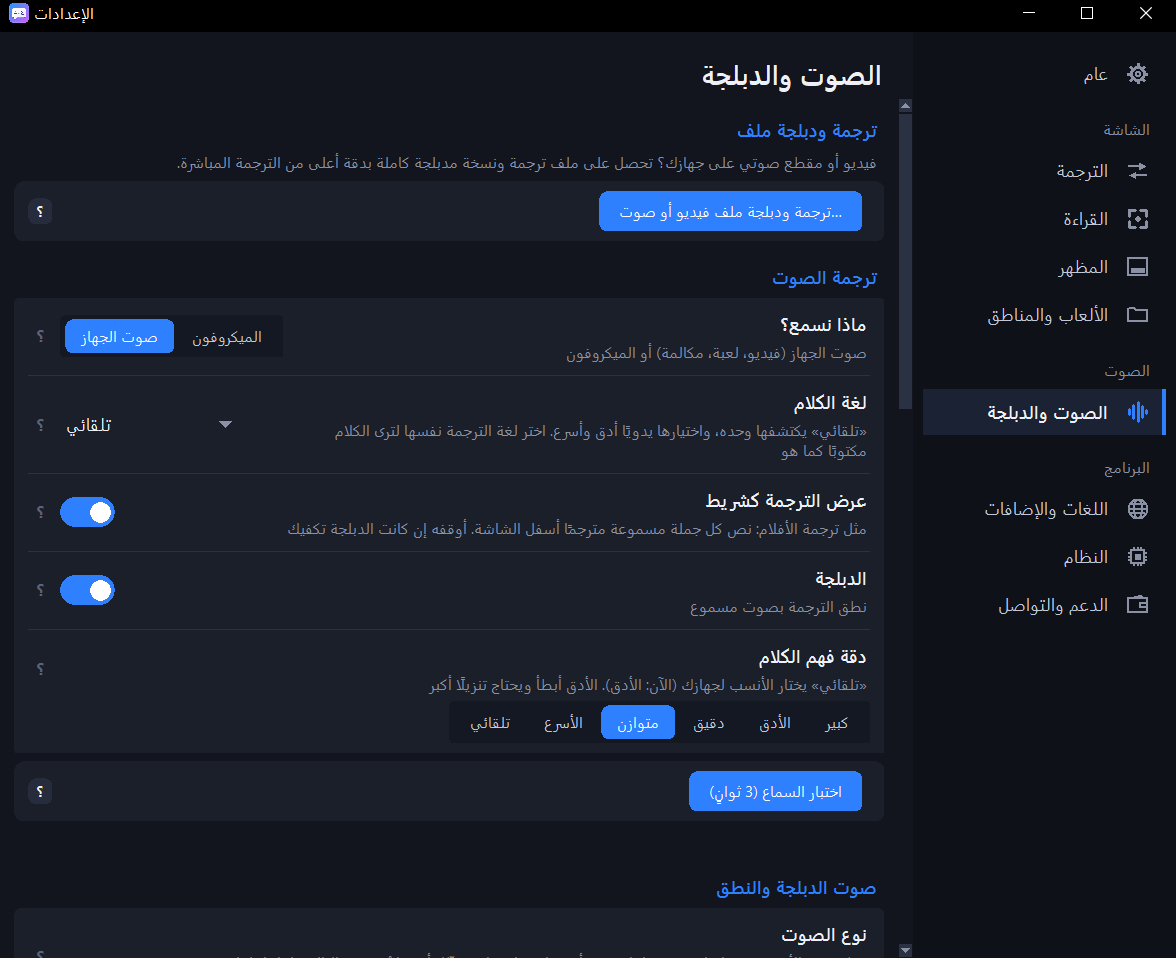 الإعدادات
عام
الشاشة
الترجمة
القراءة
المظهر
الألعاب والمناطق
الصوت
الصوت والدبلجة
البرنامج
اللغات والإضافات
النظام
الدعم والتواصل
الصوت والدبلجة
ترجمة ودبلجة ملف
فيديو أو مقطع صوتي على جهازك؟ تحصل على ملف ترجمة ونسخة مدبلجة كاملة بدقة أعلى من الترجمة المباشرة.
ترجمة ودبلجة ملف فيديو أو صوت...
؟
ترجمة الصوت
ماذا نسمع؟
صوت الجهاز (فيديو، لعبة، مكالمة) أو الميكروفون
الميكروفون صوت الجهاز ؟
لغة الكلام
«تلقائي» يكتشفها وحده، واختيارها يدويًا أدق وأسرع. اختر لغة الترجمة نفسها لترى الكلام
مكتوبًا كما هو
تلقائي ؟
عرض الترجمة كشريط
مثل ترجمة الأفلام: نص كل جملة مسموعة مترجمًا أسفل الشاشة. أوقفه إن كانت الدبلجة تكفيك
؟
الدبلجة
نطق الترجمة بصوت مسموع
؟
دقة فهم الكلام
«تلقائي» يختار الأنسب لجهازك (الآن: الأدق). الأدق أبطأ ويحتاج تنزيلًا أكبر
؟
كبير الأدق دقيق متوازن الأسرع تلقائي
اختبار السماع (3 ثوانٍ)
؟
صوت الدبلجة والنطق
نوع الصوت